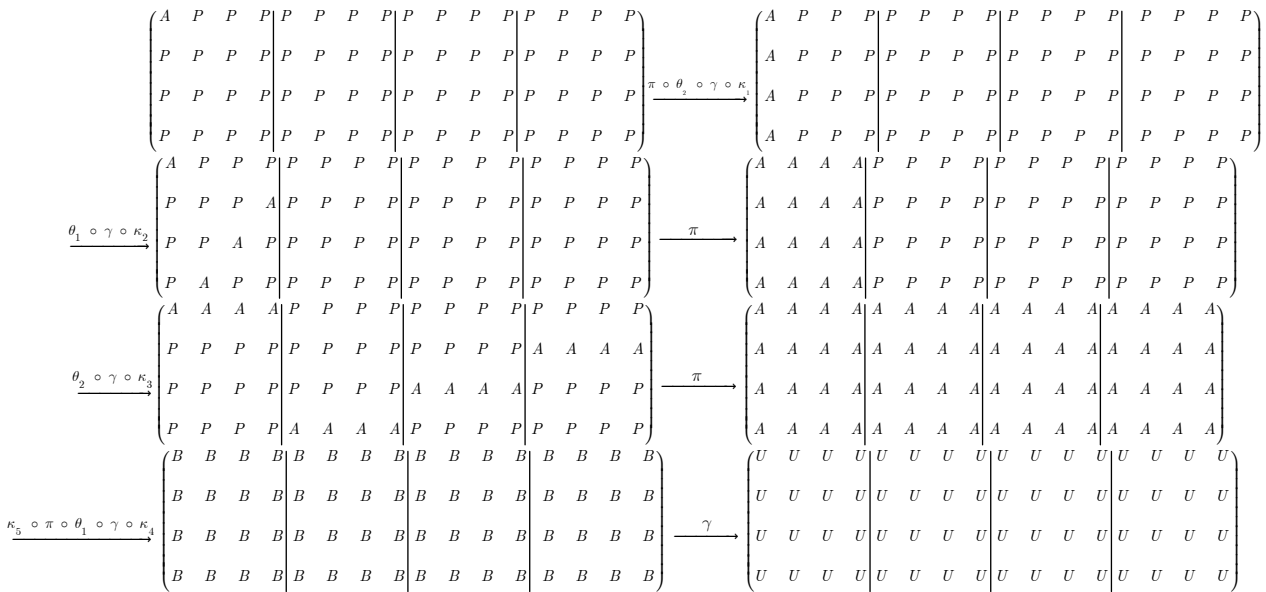 A P P P P P P P P P P P P P P P A P P P P P P P P P P P P P P P
P P P P P P P P P P P P P P P P A P P P P P P P P P P P P P P P
π ∘ θ₂ ∘ γ ∘ κ₁
P P P P P P P P P P P P P P P P A P P P P P P P P P P P P P P P
P P P P P P P P P P P P P P P P A P P P P P P P P P P P P P P P
A P P P P P P P P P P P P P P P A A A A P P P P P P P P P P P P
P P P A P P P P P P P P P P P P A A A A P P P P P P P P P P P P
θ₁ ∘ γ ∘ κ₂ π
P P A P P P P P P P P P P P P P A A A A P P P P P P P P P P P P
P A P P P P P P P P P P P P P P A A A A P P P P P P P P P P P P
A A A A P P P P P P P P P P P P A A A A A A A A A A A A A A A A
P P P P P P P P P P P P A A A A A A A A A A A A A A A A A A A A
θ₂ ∘ γ ∘ κ₃ π
P P P P P P P P A A A A P P P P A A A A A A A A A A A A A A A A
P P P P A A A A P P P P P P P P A A A A A A A A A A A A A A A A
B B B B B B B B B B B B B B B B U U U U U U U U U U U U U U U U
B B B B B B B B B B B B B B B B U U U U U U U U U U U U U U U U
κ₅ ∘ π ∘ θ₁ ∘ γ ∘ κ₄ γ
B B B B B B B B B B B B B B B B U U U U U U U U U U U U U U U U
B B B B B B B B B B B B B B B B U U U U U U U U U U U U U U U U